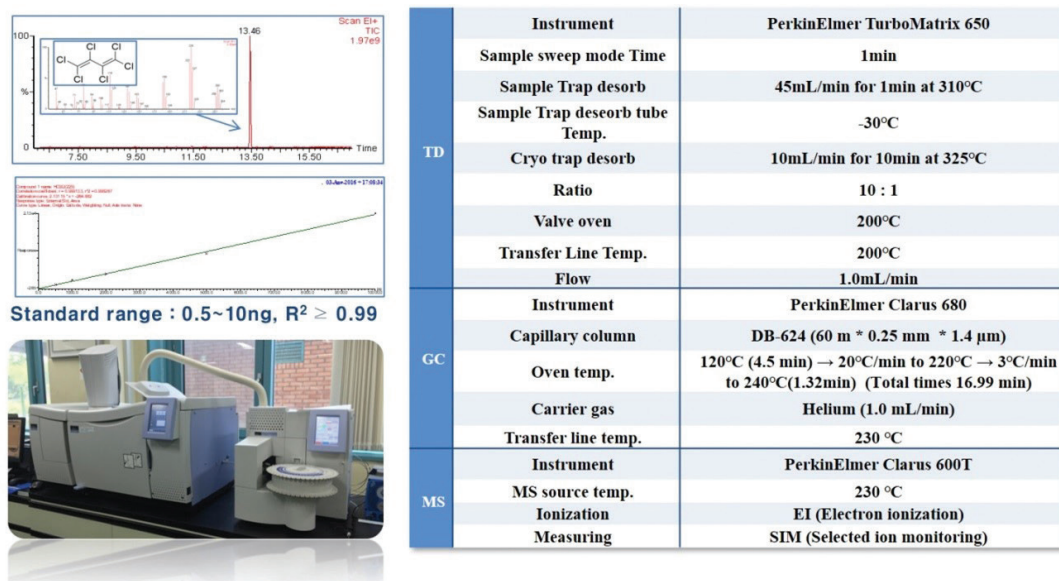 Scan EI+
TIC
1.97e9
100
13.46
%
0
Cl
Cl
Cl
Cl
Cl
Cl
7.50 9.50 11.50 13.50 15.50
Time
Standard range : 0.5~10ng, R² ≥ 0.99
TD
Instrument PerkinElmer TurboMatrix 650
Sample sweep mode Time 1min
Sample Trap desorb 45mL/min for 1min at 310℃
Sample Trap deseorb tube
Temp. -30℃
Cryo trap desorb 10mL/min for 10min at 325℃
Ratio 10 : 1
Valve oven 200℃
Transfer Line Temp. 200℃
Flow 1.0mL/min
GC
Instrument PerkinElmer Clarus 680
Capillary column DB-624 (60 m * 0.25 mm * 1.4 μm)
Oven temp. 120℃ (4.5 min) → 20℃/min to 220℃ → 3℃/min
to 240℃(1.32min) (Total times 16.99 min)
Carrier gas Helium (1.0 mL/min)
Transfer line temp. 230 ℃
MS
Instrument PerkinElmer Clarus 600T
MS source temp. 230 ℃
Ionization EI (Electron ionization)
Measuring SIM (Selected ion monitoring)